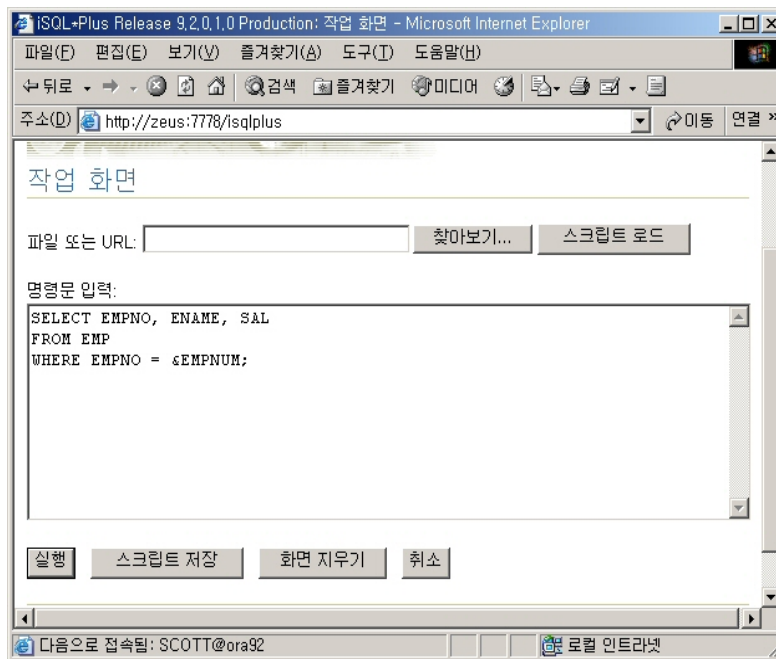 iSQL*Plus Release 9,2,0,1,0 Production: 작업 화면 - Microsoft Internet Explorer
파일(F) 편집(E) 보기(V) 즐겨찾기(A) 도구(T) 도움말(H)
뒤로 검색 즐겨찾기 미디어
주소(D) http://zeus:7778/isqlplus 이동 연결 »
작업 화면
파일 또는 URL: 찾아보기... 스크립트 로드
명령문 입력:
SELECT EMPNO, ENAME, SAL
FROM EMP
WHERE EMPNO = &EMPNUM;
실행 스크립트 저장 화면 지우기 취소
다음으로 접속됨: SCOTT@ora92 로컬 인트라넷